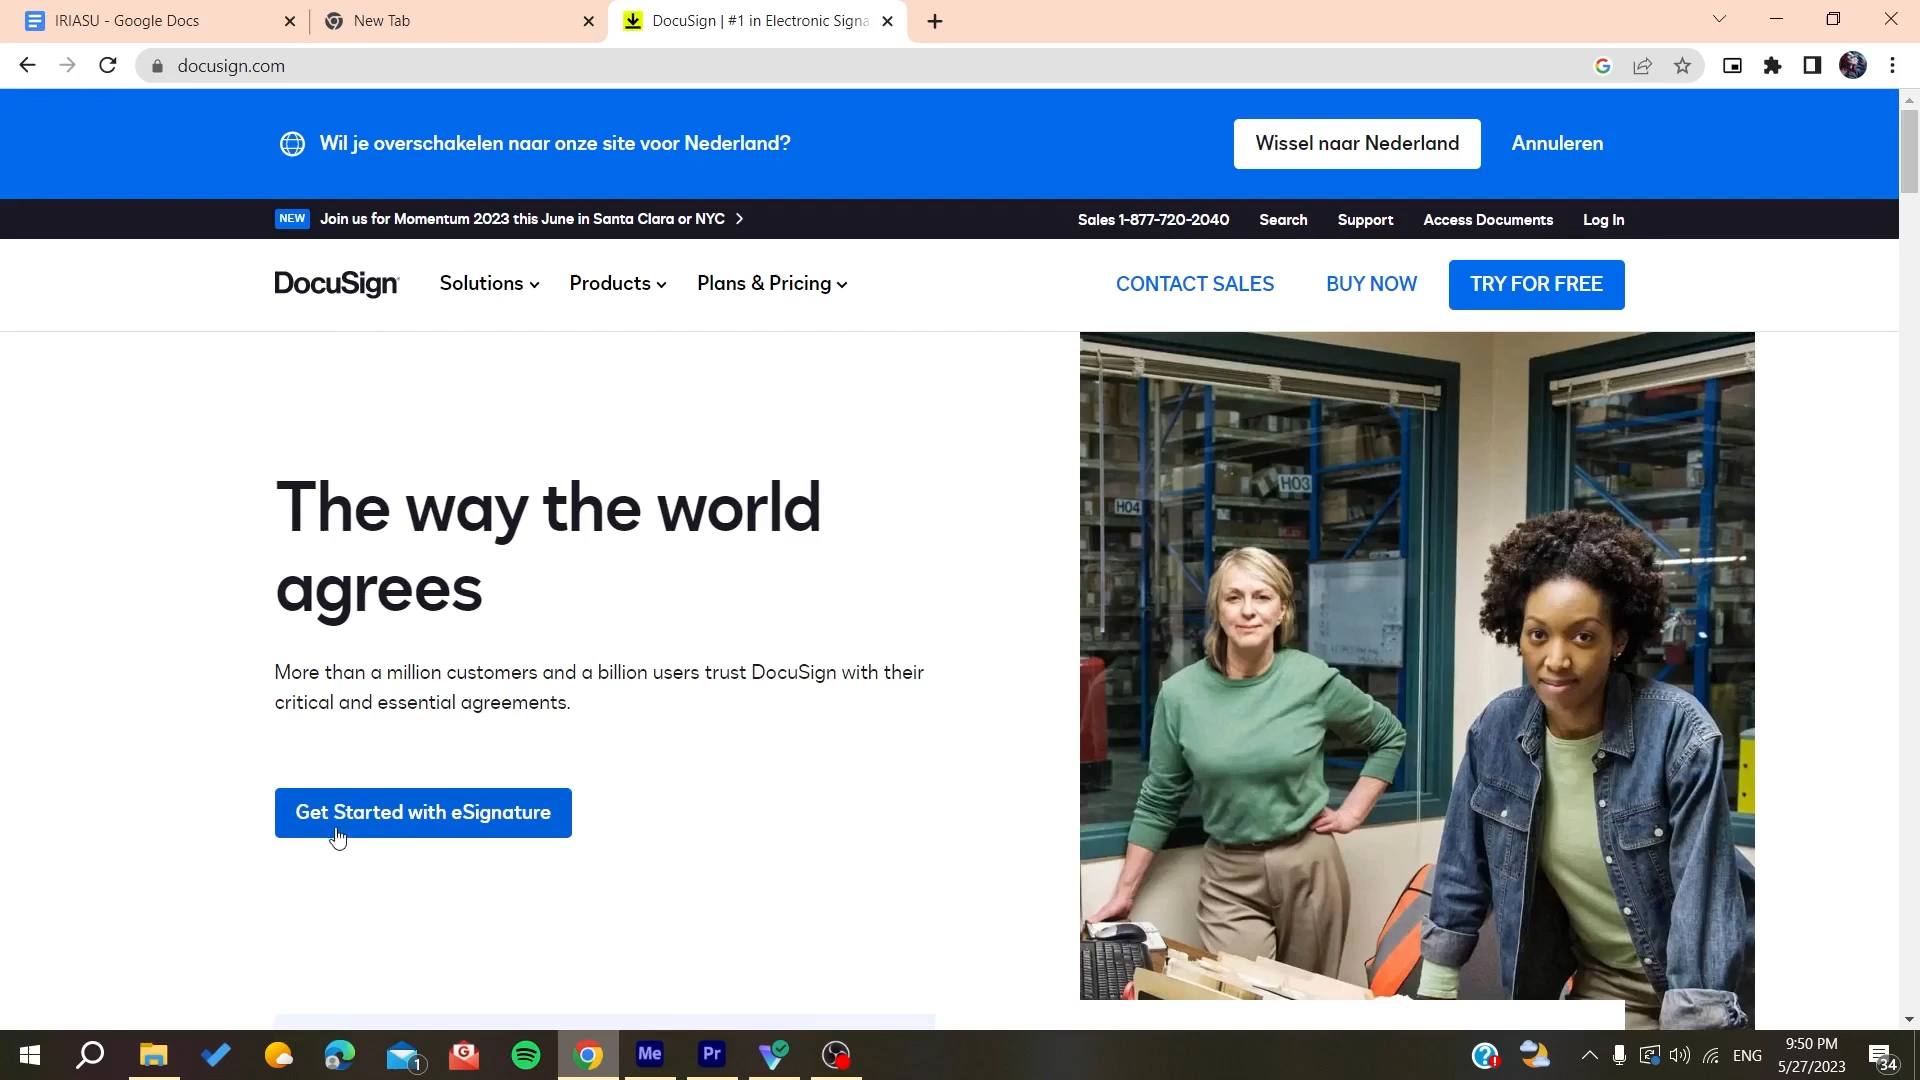 IRIASU - Google Docs
New Tab
DocuSign | #1 in Electronic Signa
docusign.com
Wil je overschakelen naar onze site voor Nederland?
Wissel naar Nederland
Annuleren
NEW Join us for Momentum 2023 this June in Santa Clara or NYC
Sales 1-877-720-2040
Search
Support
Access Documents
Log In
DocuSign
Solutions
Products
Plans & Pricing
CONTACT SALES
BUY NOW
TRY FOR FREE
The way the world
agrees
More than a million customers and a billion users trust DocuSign with their
critical and essential agreements.
Get Started with eSignature
H03
H04
1
Me
Pr
ENG
9:50 PM
5/27/2023
34